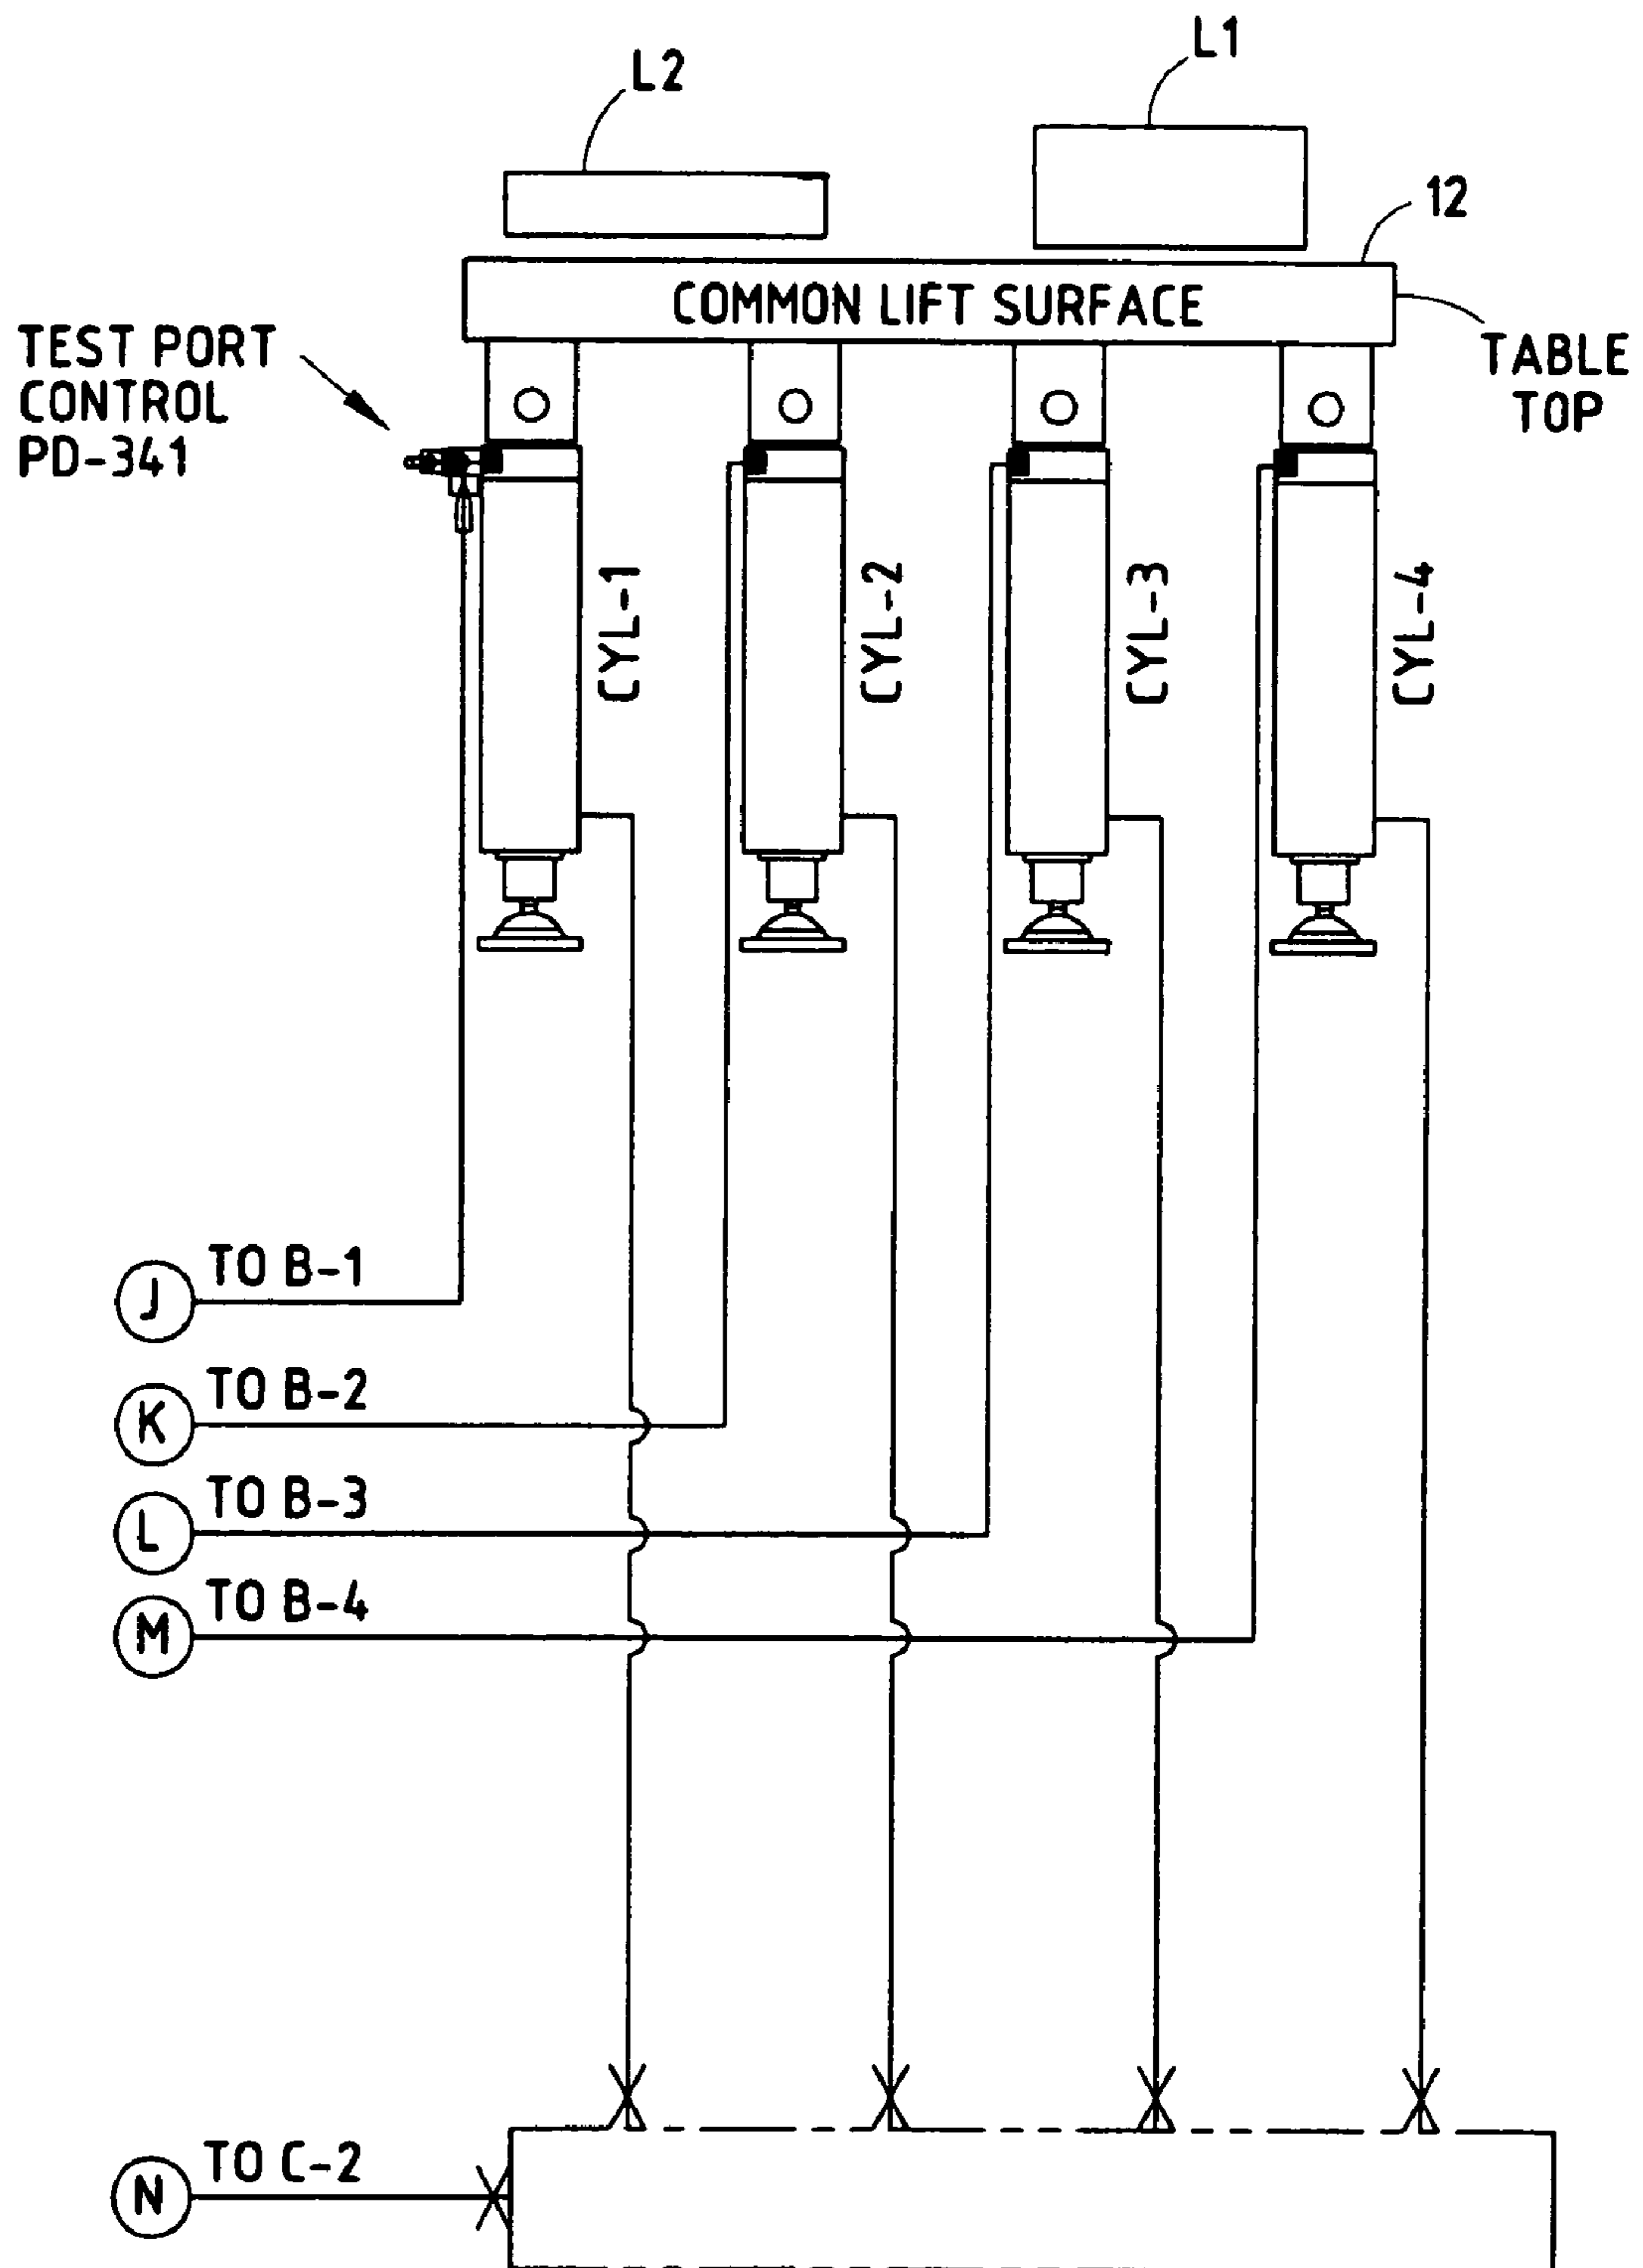 L1
L2
12
COMMON LIFT SURFACE
TEST PORT
CONTROL
PD-341
TABLE
TOP
CYL-1
CYL-2
CYL-3
CYL-4
TO B-1
J
TO B-2
K
TO B-3
L
TO B-4
M
TO C-2
N